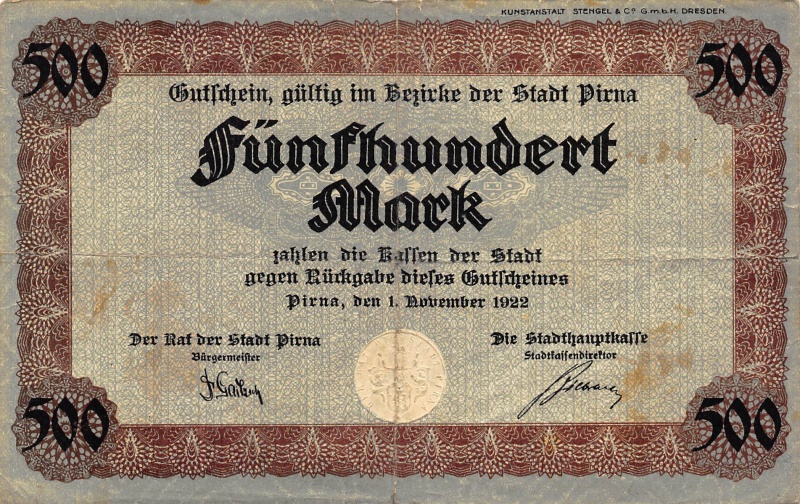 KUNSTANSTALT STENGEL & Co G.m.b.H. DRESDEN.
500 500
Gutschein, gültig im Bezirke der Stadt Pirna
Fünfhundert
Mark
zahlen die Kassen der Stadt
gegen Rückgabe dieses Gutscheines
Pirna, den 1. November 1922
Der Rat der Stadt Pirna Die Stadthauptkasse
Bürgermeister Stadtkassendirektor
500 500